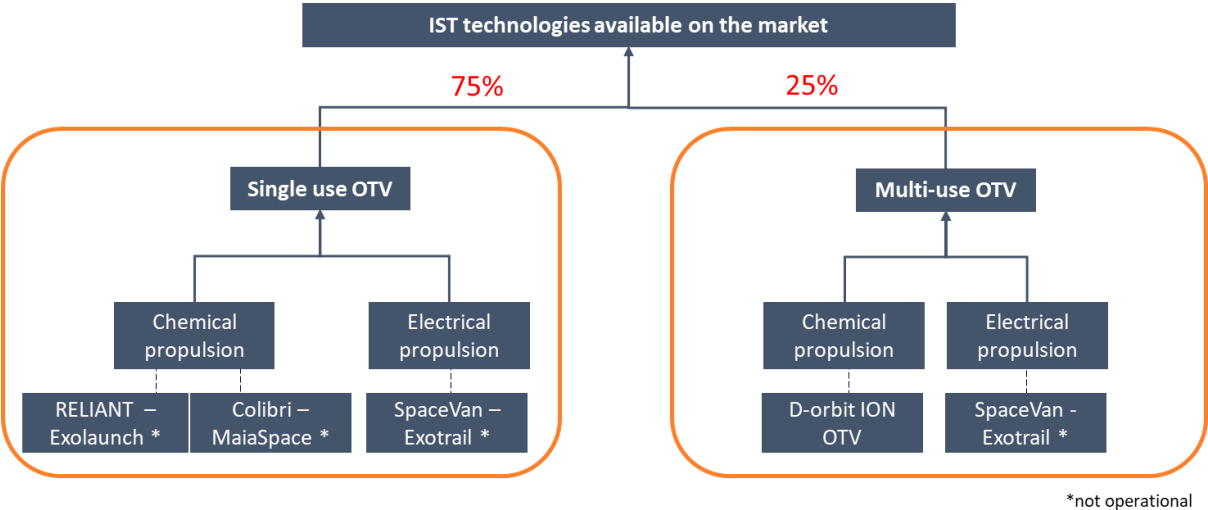 IST technologies available on the market
75%
25%
Single use OTV
Multi-use OTV
Chemical
propulsion
Electrical
propulsion
Chemical
propulsion
Electrical
propulsion
RELIANT –
Exolaunch *
Colibri –
MaiaSpace *
SpaceVan –
Exotrail *
D-orbit ION
OTV
SpaceVan -
Exotrail *
*not operational